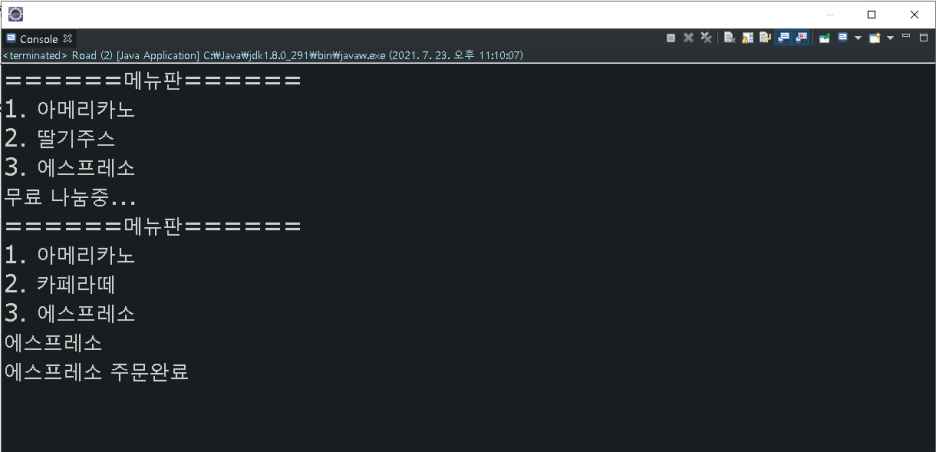 Console
<terminated> Road (2) [Java Application] C:₩Java₩jdk1.8.0_291₩bin₩javaw.exe (2021. 7. 23. 오후 11:10:07)
======메뉴판======
1. 아메리카노
2. 딸기주스
3. 에스프레소
무료 나눔중...
======메뉴판======
1. 아메리카노
2. 카페라떼
3. 에스프레소
에스프레소
에스프레소 주문완료